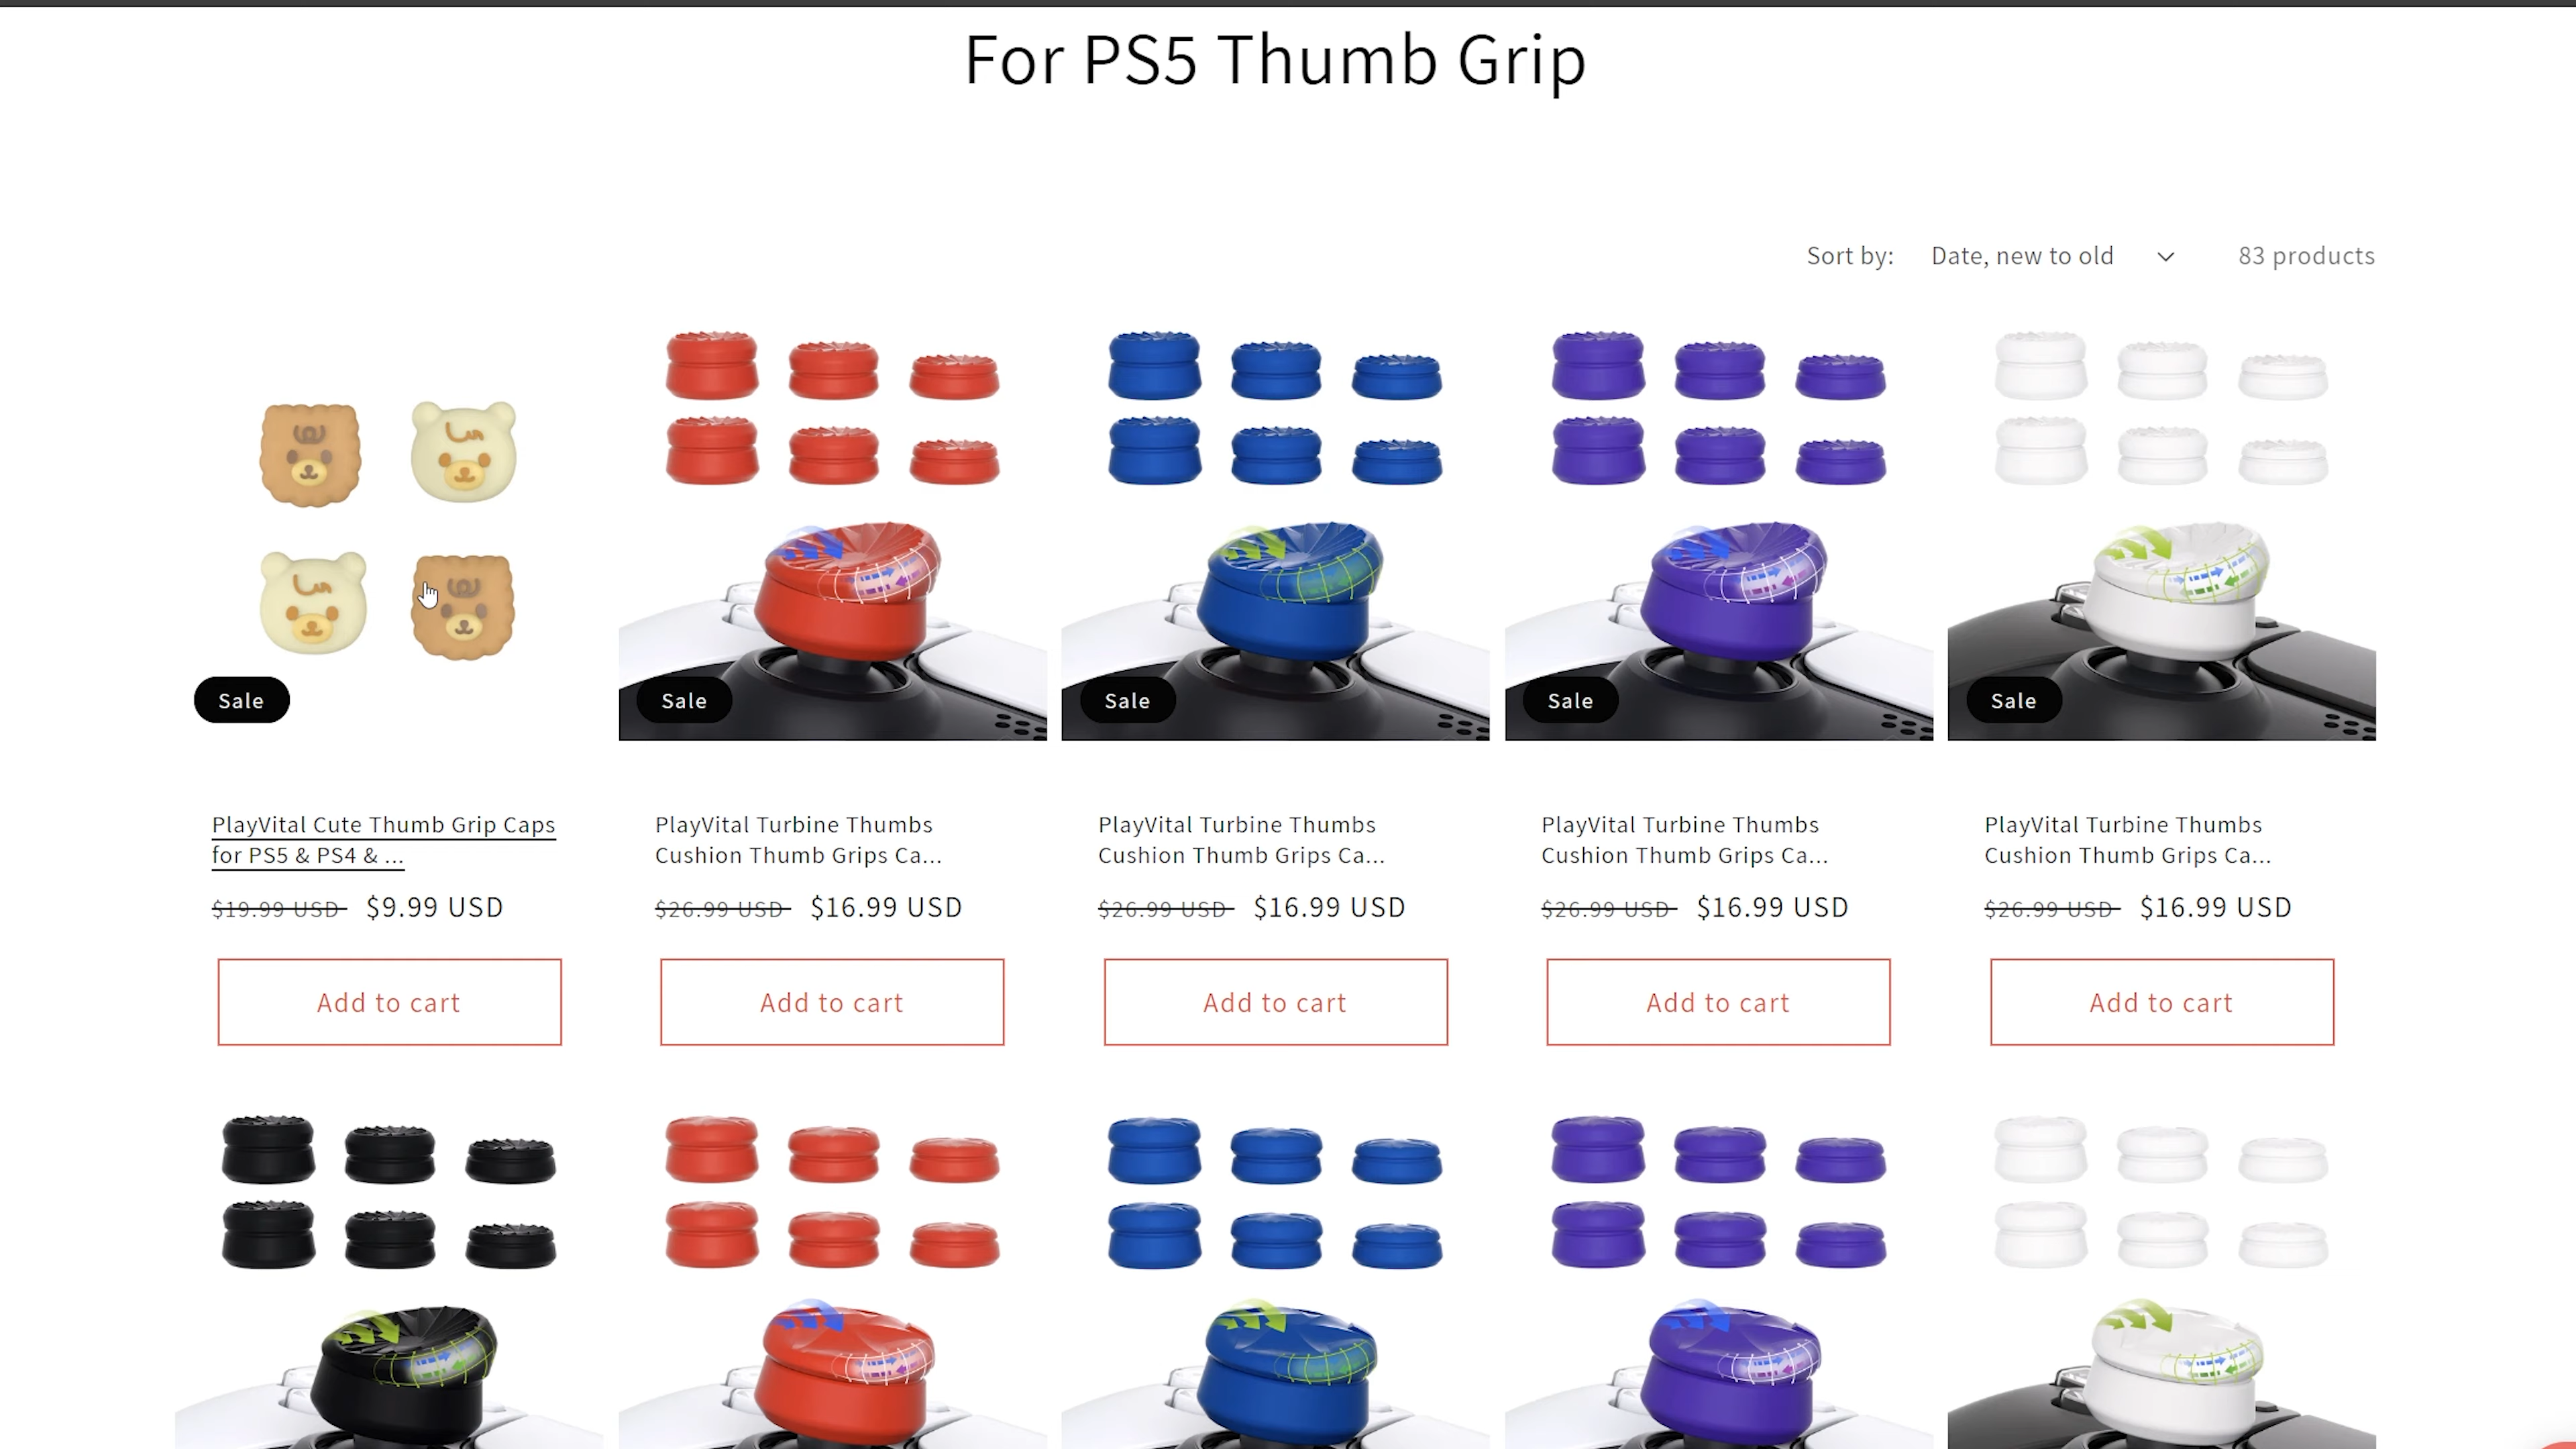 For PS5 Thumb Grip
Sort by: Date, new to old 83 products
Sale
Sale
Sale
Sale
Sale
PlayVital Cute Thumb Grip Caps
for PS5 & PS4 & ...
$19.99 USD $9.99 USD
Add to cart
PlayVital Turbine Thumbs
Cushion Thumb Grips Ca...
$26.99 USD $16.99 USD
Add to cart
PlayVital Turbine Thumbs
Cushion Thumb Grips Ca...
$26.99 USD $16.99 USD
Add to cart
PlayVital Turbine Thumbs
Cushion Thumb Grips Ca...
$26.99 USD $16.99 USD
Add to cart
PlayVital Turbine Thumbs
Cushion Thumb Grips Ca...
$26.99 USD $16.99 USD
Add to cart